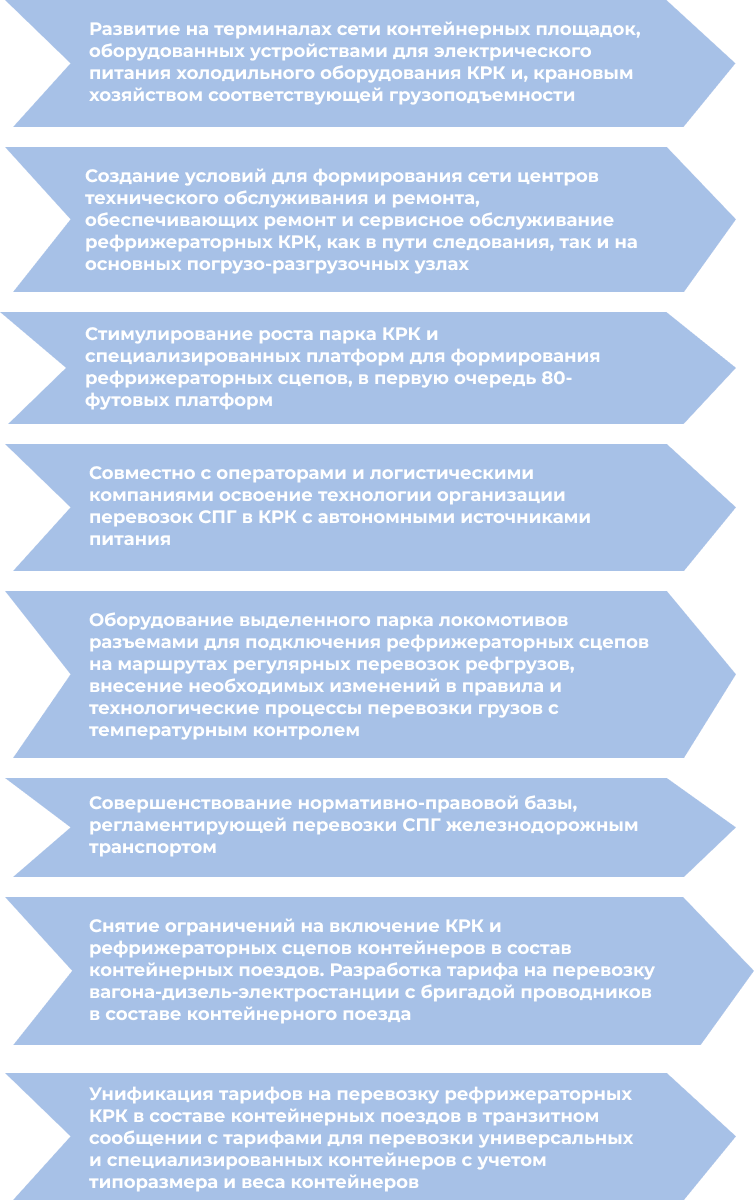 Развитие на терминалах сети контейнерных площадок,
оборудованных устройствами для электрического
питания холодильного оборудования КРК и, крановым
хозяйством соответствующей грузоподъемности
Создание условий для формирования сети центров
технического обслуживания и ремонта,
обеспечивающих ремонт и сервисное обслуживание
рефрижераторных КРК, как в пути следования, так и на
основных погрузо-разгрузочных узлах
Стимулирование роста парка КРК и
специализированных платформ для формирования
рефрижераторных сцепов, в первую очередь 80-
футовых платформ
Совместно с операторами и логистическими
компаниями освоение технологии организации
перевозок СПГ в КРК с автономными источниками
питания
Оборудование выделенного парка локомотивов
разъемами для подключения рефрижераторных сцепов
на маршрутах регулярных перевозок рефгрузов,
внесение необходимых изменений в правила и
технологические процессы перевозки грузов с
температурным контролем
Совершенствование нормативно-правовой базы,
регламентирующей перевозки СПГ железнодорожным
транспортом
Снятие ограничений на включение КРК и
рефрижераторных сцепов контейнеров в состав
контейнерных поездов. Разработка тарифа на перевозку
вагона-дизель-электростанции с бригадой проводников
в составе контейнерного поезда
Унификация тарифов на перевозку рефрижераторных
КРК в составе контейнерных поездов в транзитном
сообщении с тарифами для перевозки универсальных
и специализированных контейнеров с учетом
типоразмера и веса контейнеров